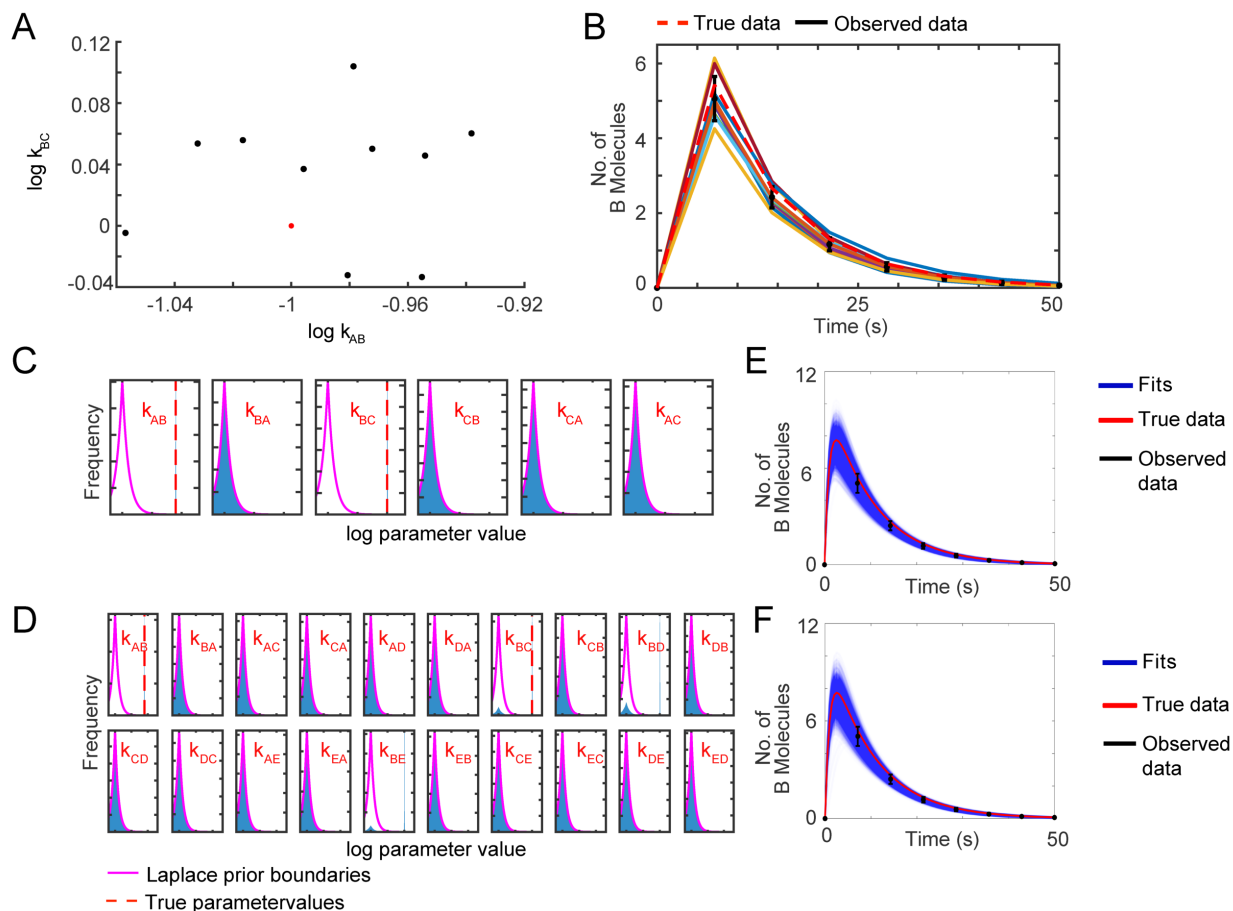 A
0.12
0.08
0.04
0
-0.04
log k_BC
-1.04
-1
-0.96
-0.92
log k_AB
B
True data
Observed data
6
4
2
0
No. of
B Molecules
0
25
50
Time (s)
C
Frequency
k_AB
k_BA
k_BC
k_CB
k_CA
k_AC
log parameter value
E
12
6
0
No. of
B Molecules
0
50
Time (s)
Fits
True data
Observed
data
D
Frequency
k_AB
k_BA
k_AC
k_CA
k_AD
k_DA
k_BC
k_CB
k_BD
k_DB
k_CD
k_DC
k_AE
k_EA
k_BE
k_EB
k_CE
k_EC
k_DE
k_ED
log parameter value
Laplace prior boundaries
True parametervalues
F
12
6
0
No. of
B Molecules
0
50
Time (s)
Fits
True data
Observed
data